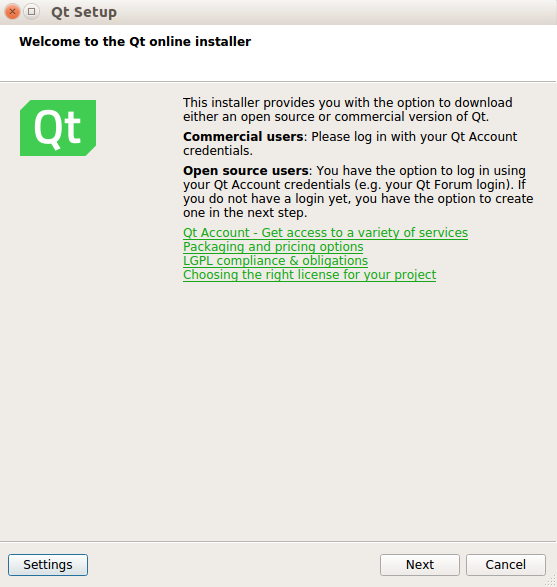 Qt Setup
Welcome to the Qt online installer
Qt
This installer provides you with the option to download
either an open source or commercial version of Qt.
Commercial users: Please log in with your Qt Account
credentials.
Open source users: You have the option to log in using
your Qt Account credentials (e.g. your Qt Forum login). If
you do not have a login yet, you have the option to create
one in the next step.
Qt Account - Get access to a variety of services
Packaging and pricing options
LGPL compliance & obligations
Choosing the right license for your project
Settings
Next
Cancel